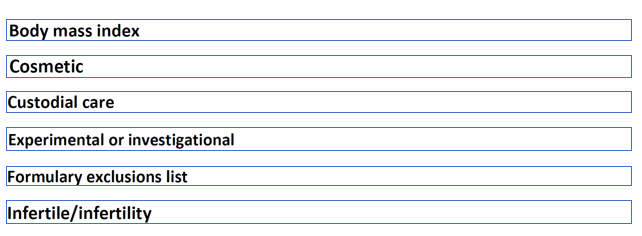 Body mass index
Cosmetic
Custodial care
Experimental or investigational
Formulary exclusions list
Infertile/infertility